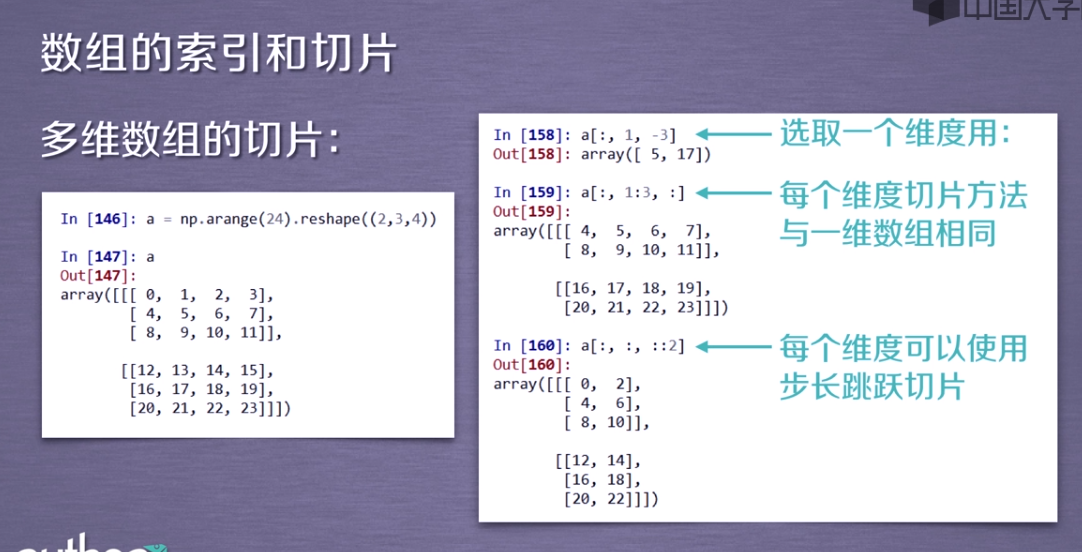 中国大学
数组的索引和切片
多维数组的切片：
In [146]: a = np.arange(24).reshape((2,3,4))
In [147]: a
Out[147]:
array([[[ 0,  1,  2,  3],
        [ 4,  5,  6,  7],
        [ 8,  9, 10, 11]],
       [[12, 13, 14, 15],
        [16, 17, 18, 19],
        [20, 21, 22, 23]]])
In [158]: a[:, 1, -3]
Out[158]: array([ 5, 17])
选取一个维度用：
In [159]: a[:, 1:3, :]
Out[159]:
array([[[ 4,  5,  6,  7],
        [ 8,  9, 10, 11]],
       [[16, 17, 18, 19],
        [20, 21, 22, 23]]])
每个维度切片方法
与一维数组相同
In [160]: a[:, :, ::2]
Out[160]:
array([[[ 0,  2],
        [ 4,  6],
        [ 8, 10]],
       [[12, 14],
        [16, 18],
        [20, 22]]])
每个维度可以使用
步长跳跃切片